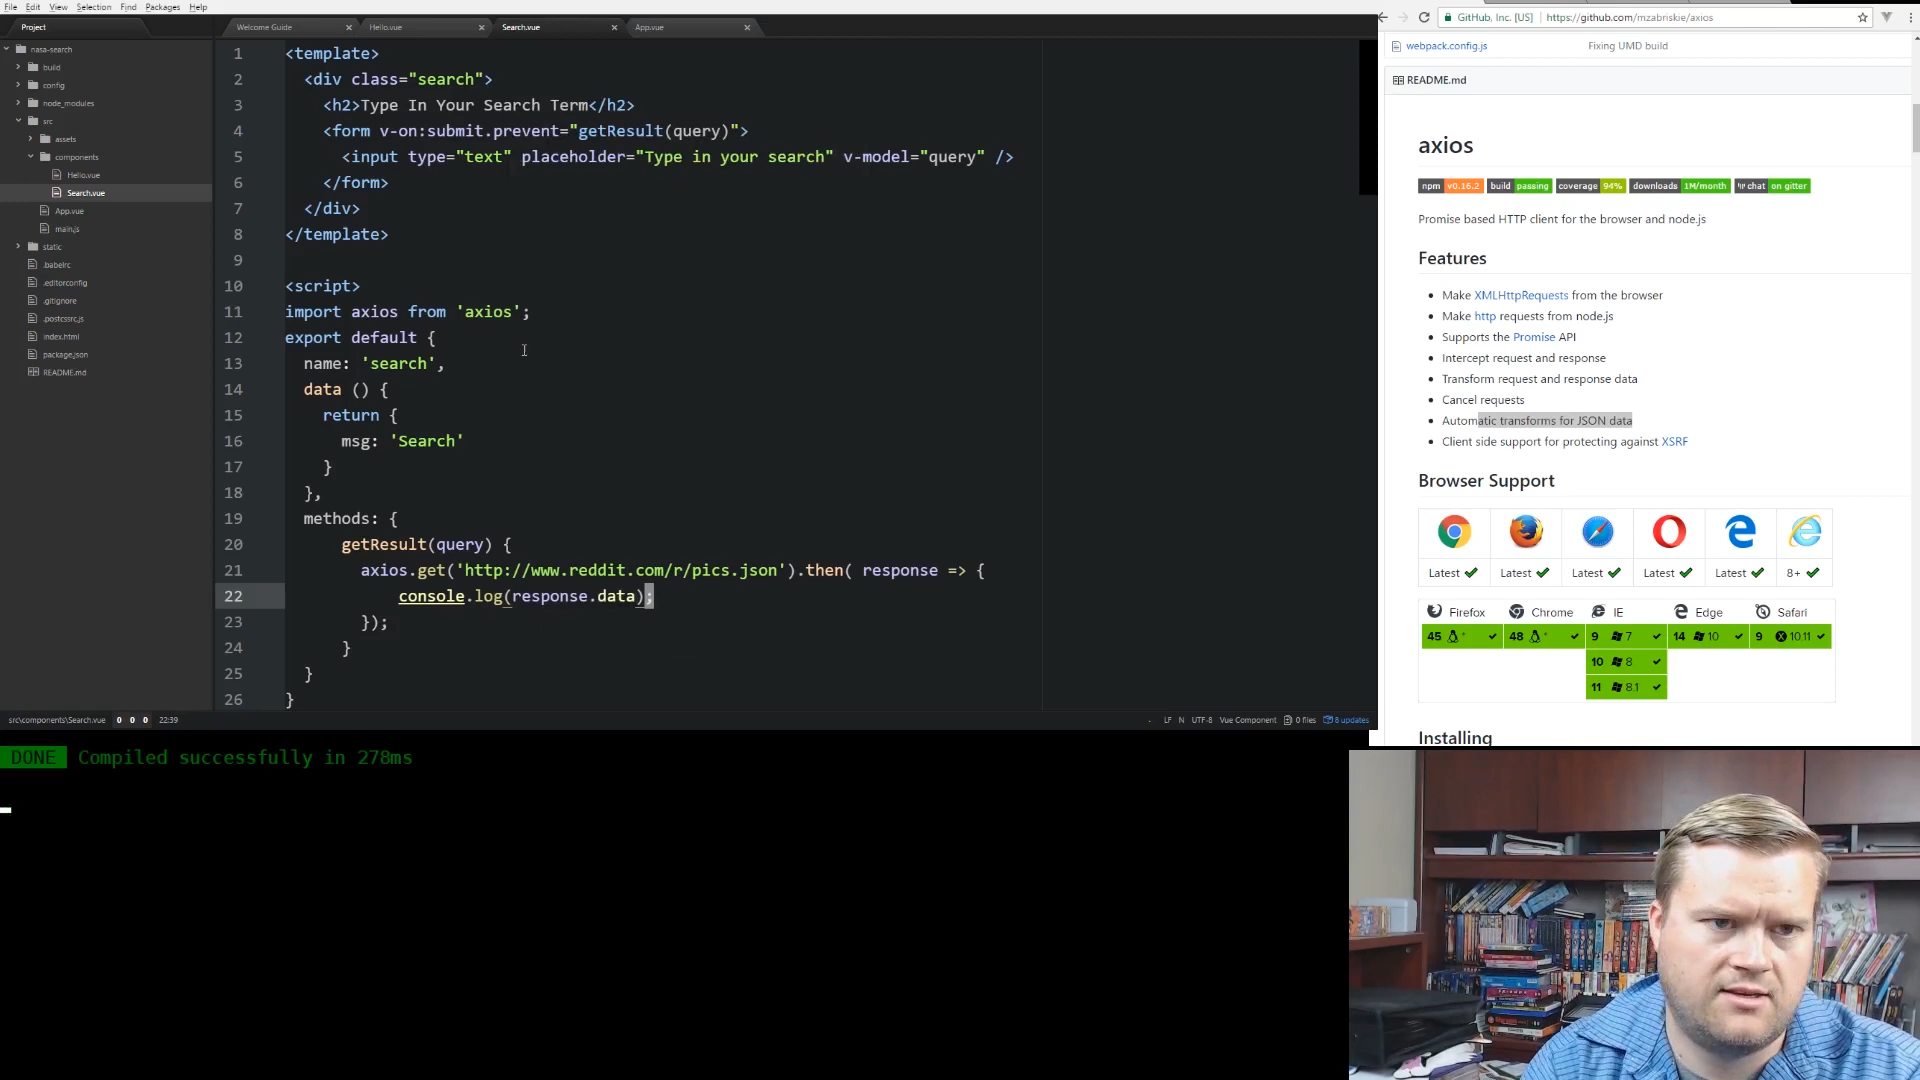 File Edit View Selection Find Packages Help
Project
nasa-search
build
config
node_modules
src
assets
components
Hello.vue
Search.vue
App.vue
main.js
static
.babelrc
.editorconfig
.gitignore
.postcssrc.js
index.html
package.json
README.md
Welcome Guide
Hello.vue
Search.vue
App.vue
1 <template>
2 <div class="search">
3 <h2>Type In Your Search Term</h2>
4 <form v-on:submit.prevent="getResult(query)">
5 <input type="text" placeholder="Type in your search" v-model="query" />
6 </form>
7 </div>
8 </template>
9
10 <script>
11 import axios from 'axios';
12 export default {
13 name: 'search',
14 data () {
15 return {
16 msg: 'Search'
17 }
18 },
19 methods: {
20 getResult(query) {
21 axios.get('http://www.reddit.com/r/pics.json').then( response => {
22 console.log(response.data);
23 });
24 }
25 }
26 }
src\components\Search.vue 0 0 0 22:39
LF N UTF-8 Vue Component 0 files 8 updates
DONE Compiled successfully in 278ms
GitHub, Inc. [US] https://github.com/mzabriskie/axios
webpack.config.js Fixing UMD build
README.md
axios
npm v0.16.2 build passing coverage 94% downloads 1M/month chat on gitter
Promise based HTTP client for the browser and node.js
Features
Make XMLHttpRequests from the browser
Make http requests from node.js
Supports the Promise API
Intercept request and response
Transform request and response data
Cancel requests
Automatic transforms for JSON data
Client side support for protecting against XSRF
Browser Support
Latest ✔ Latest ✔ Latest ✔ Latest ✔ Latest ✔ 8+ ✔
Firefox Chrome IE Edge Safari
45 * ✓ 48 * ✓ 9 7 ✓ 14 10 ✓ 9 10.11 ✓
10 8 ✓
11 8.1 ✓
Installing